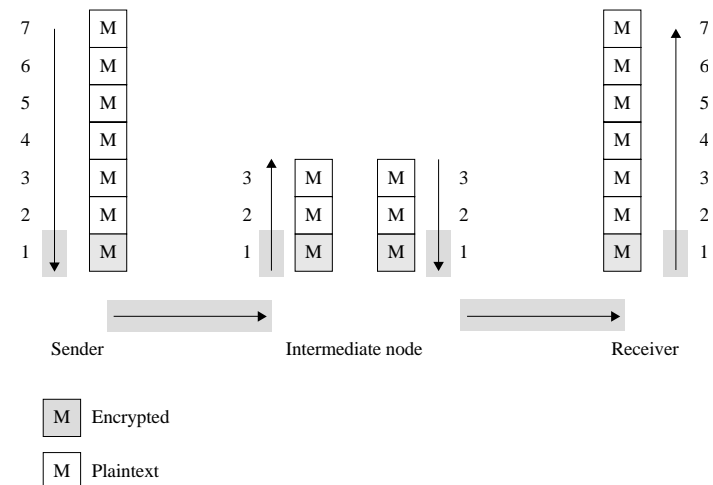 7 M M 7
6 M M 6
5 M M 5
4 M M 4
3 M 3 M M 3 M 3
2 M 2 M M 2 M 2
1 M 1 M M 1 M 1
Sender Intermediate node Receiver
M Encrypted
M Plaintext